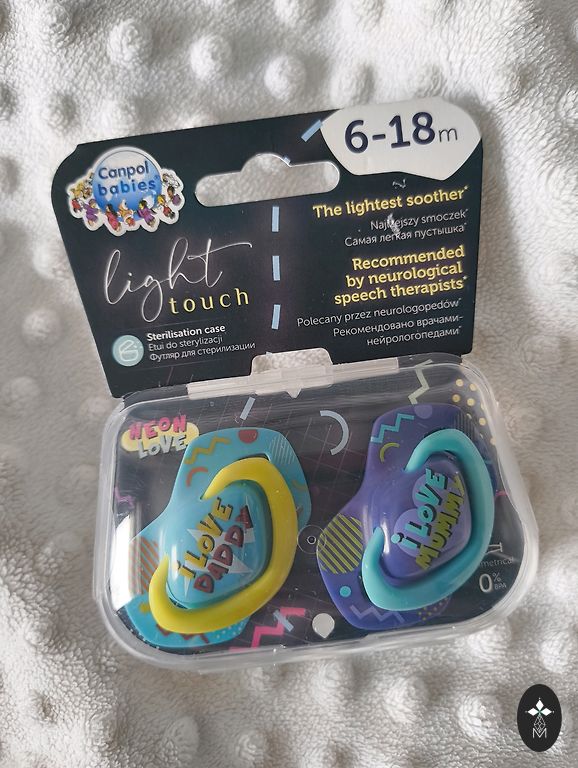 6-18m
Canpol
babies
The lightest soother*
Najlżejszy smoczek*
Самая легкая пустышка*
light
touch
Recommended
by neurological
speech therapists*
Polecany przez neurologopedów*
Рекомендовано врачами-
нейрологопедами*
Sterilisation case
Etui do sterylizacji
Футляр для стерилизации
NEON
LOVE
I LOVE
DADDY
I LOVE
MUMMY
0%
BPA
M